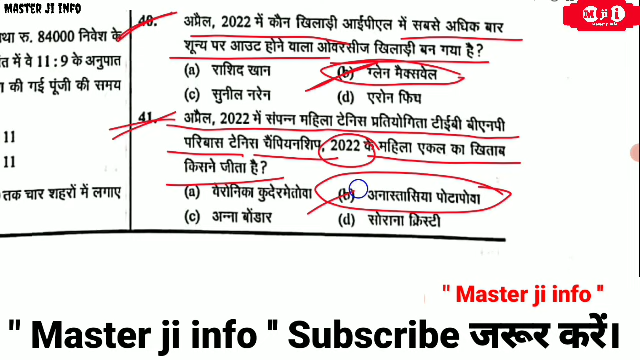 MASTER JI INFO
Mji
था रु. 84000 निवेश के
त में वे 11 : 9 के अनुपात
ा की गई पूंजी की समय
11
11
तक चार शहरों में लगाए
40. अप्रैल, 2022 में कौन खिलाड़ी आईपीएल में सबसे अधिक बार
शून्य पर आउट होने वाला ओवरसीज खिलाड़ी बन गया है?
(a) राशिद खान (b) ग्लेन मैक्सवेल
(c) सुनील नरेन (d) एरोन फिंच
41. अप्रैल, 2022 में संपन्न महिला टेनिस प्रतियोगिता टीईबी बीएनपी
परिबास टेनिस चैंपियनशिप, 2022 के महिला एकल का खिताब
किसने जीता है?
(a) वेरोनिका कुदेरमेतोवा (b) अनास्तासिया पोटापोवा
(c) अन्ना बोंडार (d) सोराना क्रिस्टी
" Master ji info "
" Master ji info " Subscribe जरूर करें।